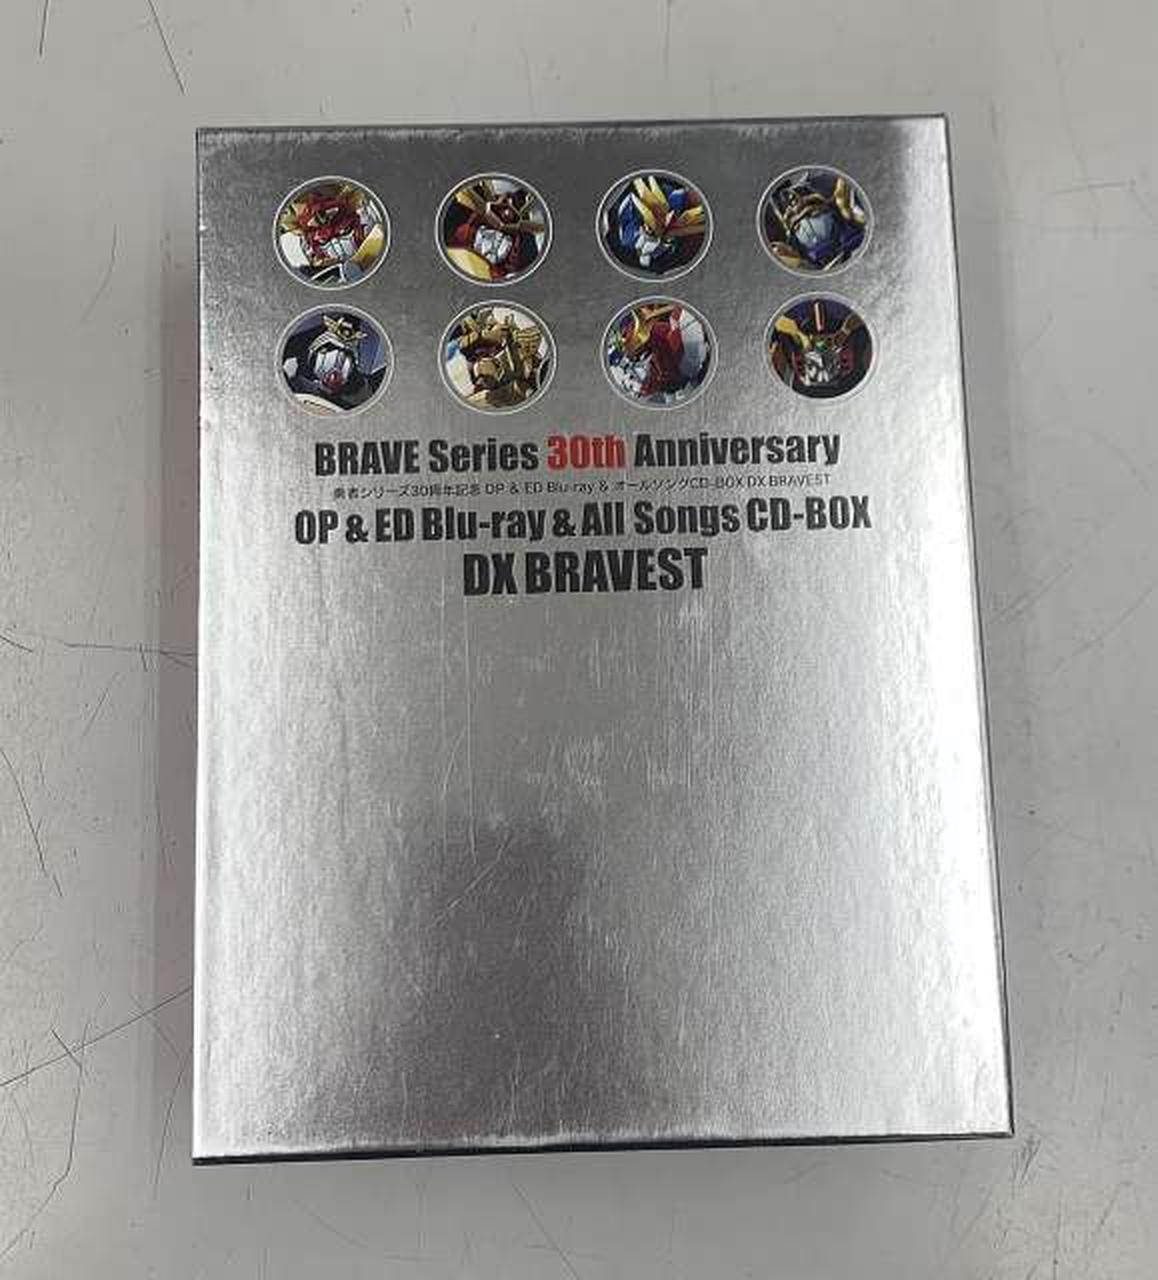 BRAVE Series 30th Anniversary
勇者シリーズ30周年記念 OP & ED Blu-ray & オールソングCD-BOX DX BRAVEST
OP & ED Blu-ray & All Songs CD-BOX
DX BRAVEST